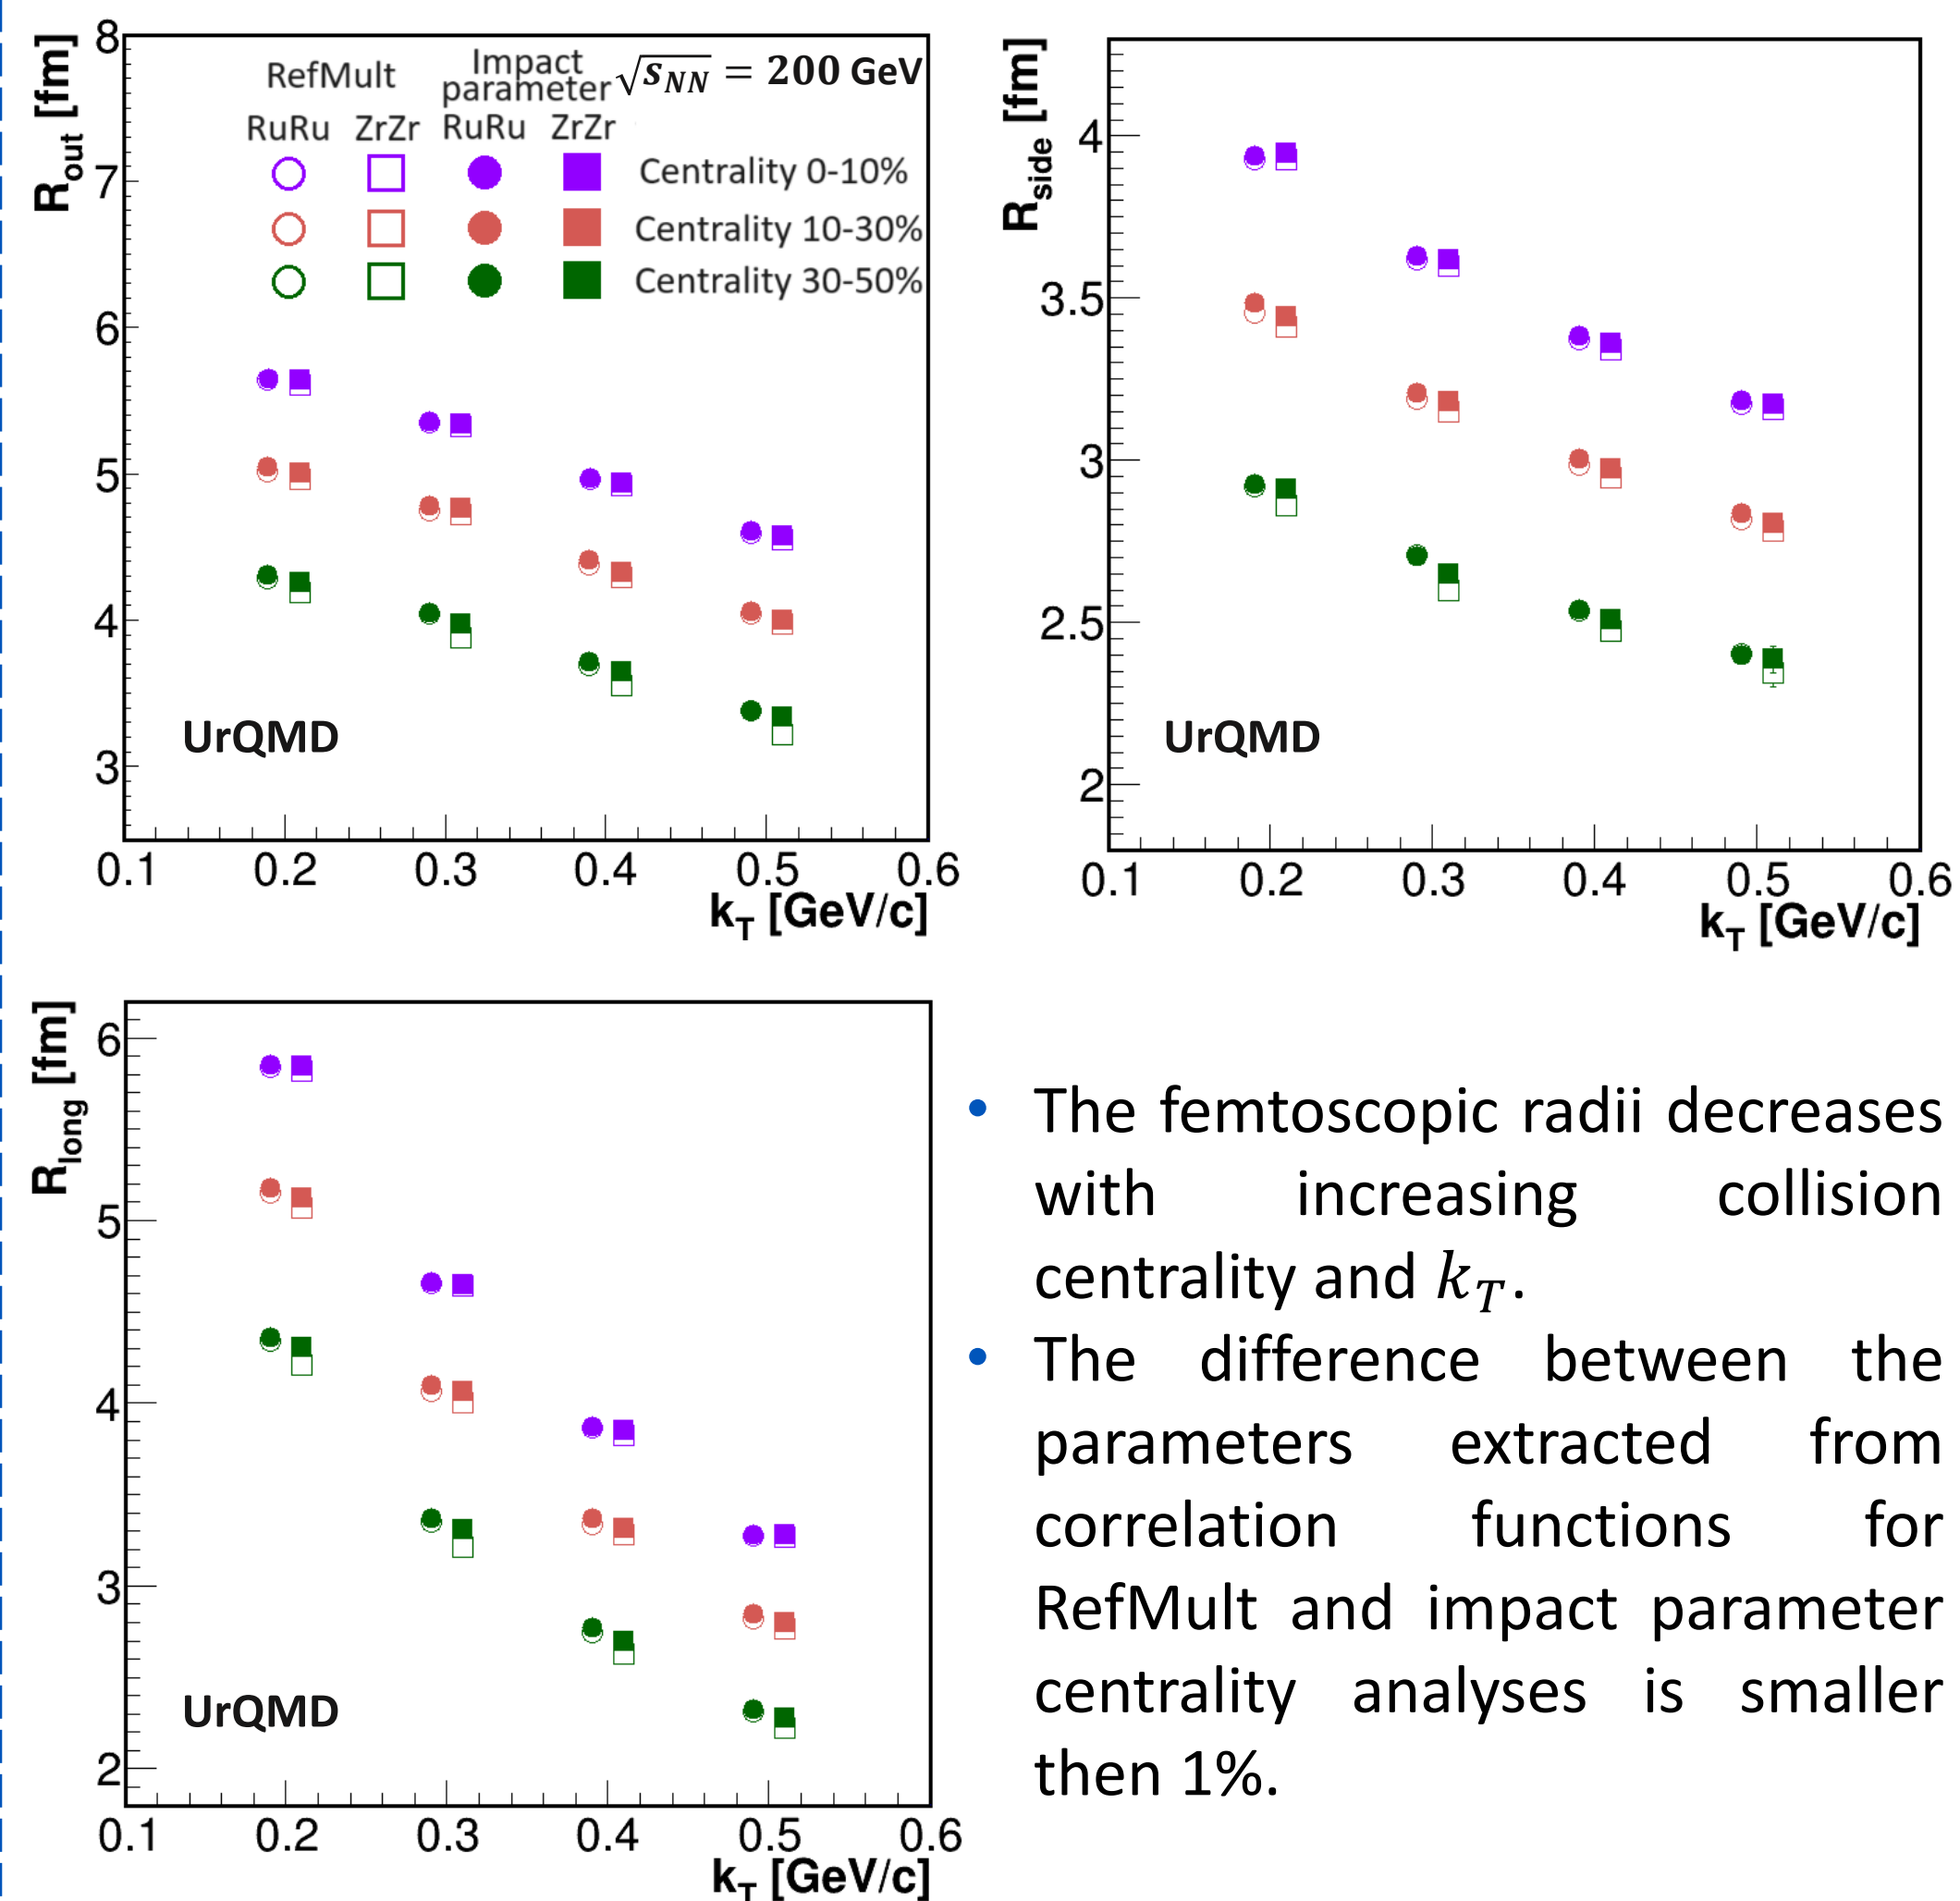 R_out [fm]
8
7
6
5
4
3
RefMult
Impact parameter
√s_NN = 200 GeV
RuRu ZrZr RuRu ZrZr
Centrality 0-10%
Centrality 10-30%
Centrality 30-50%
UrQMD
0.1 0.2 0.3 0.4 0.5 0.6
k_T [GeV/c]
R_side [fm]
4
3.5
3
2.5
2
UrQMD
0.1 0.2 0.3 0.4 0.5 0.6
k_T [GeV/c]
R_long [fm]
6
5
4
3
2
UrQMD
0.1 0.2 0.3 0.4 0.5 0.6
k_T [GeV/c]
• The femtoscopic radii decreases
with increasing collision
centrality and k_T.
• The difference between the
parameters extracted from
correlation functions for
RefMult and impact parameter
centrality analyses is smaller
then 1%.